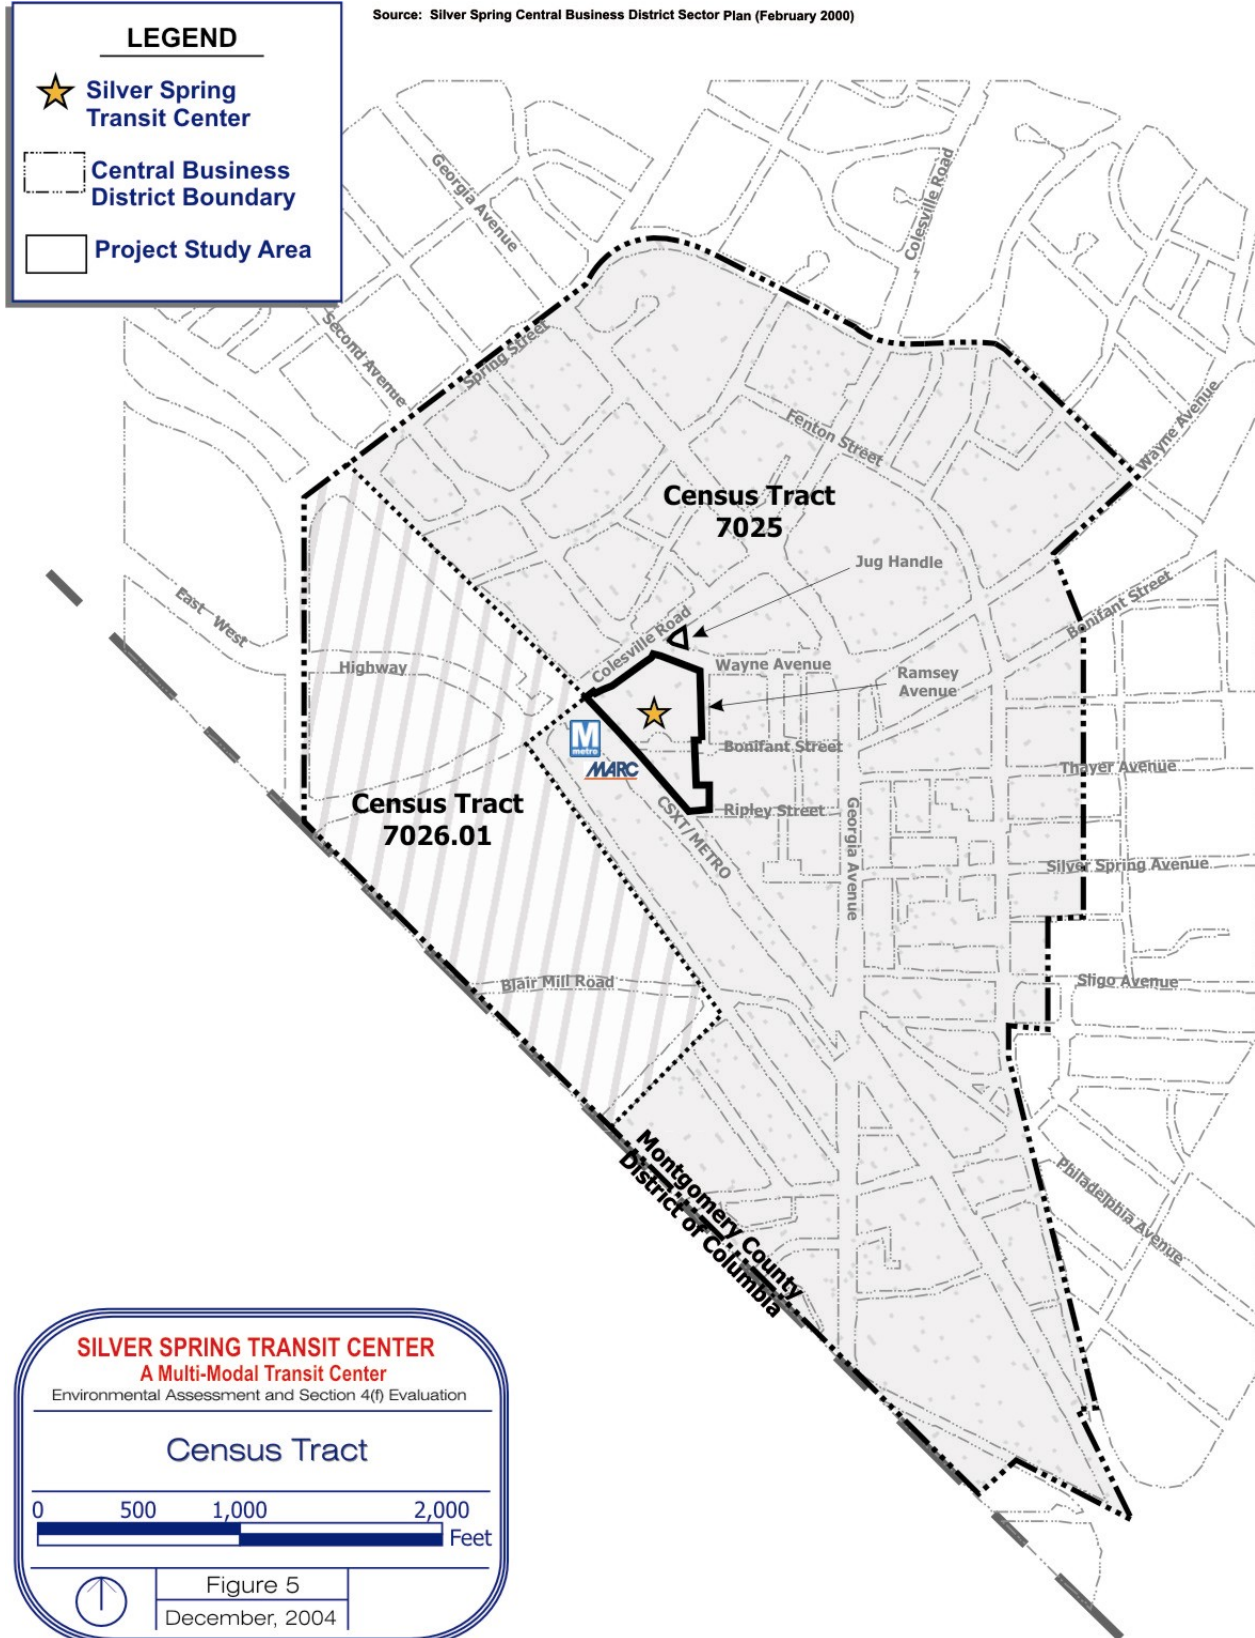 Source: Silver Spring Central Business District Sector Plan (February 2000)
LEGEND
Silver Spring
Transit Center
Central Business
District Boundary
Project Study Area
Georgia Avenue
Colesville Road
Second Avenue
Spring Street
Wayne Avenue
Fenton Street
Census Tract
7025
Jug Handle
Bonifant Street
East West
Highway
Colesville Road
Wayne Avenue
Ramsey
Avenue
M
metro
MARC
Bonifant Street
Thayer Avenue
Census Tract
7026.01
Ripley Street
CSXT/METRO
Georgia Avenue
Silver Spring Avenue
Blair Mill Road
Sligo Avenue
Montgomery County
District of Columbia
Philadelphia Avenue
SILVER SPRING TRANSIT CENTER
A Multi-Modal Transit Center
Environmental Assessment and Section 4(f) Evaluation
Census Tract
0 500 1,000 2,000
Feet
Figure 5
December, 2004